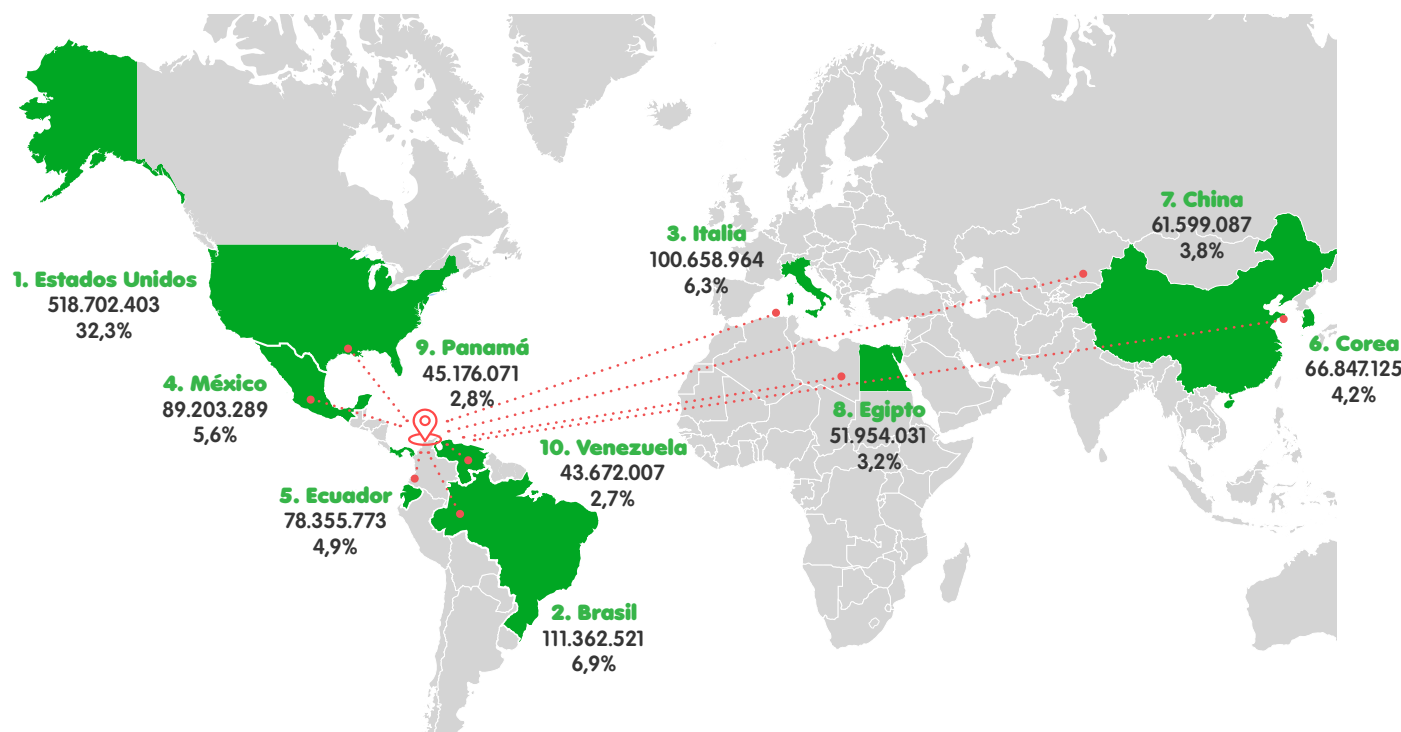 1. Estados Unidos
518.702.403
32,3%
2. Brasil
111.362.521
6,9%
3. Italia
100.658.964
6,3%
4. México
89.203.289
5,6%
5. Ecuador
78.355.773
4,9%
6. Corea
66.847.125
4,2%
7. China
61.599.087
3,8%
8. Egipto
51.954.031
3,2%
9. Panamá
45.176.071
2,8%
10. Venezuela
43.672.007
2,7%